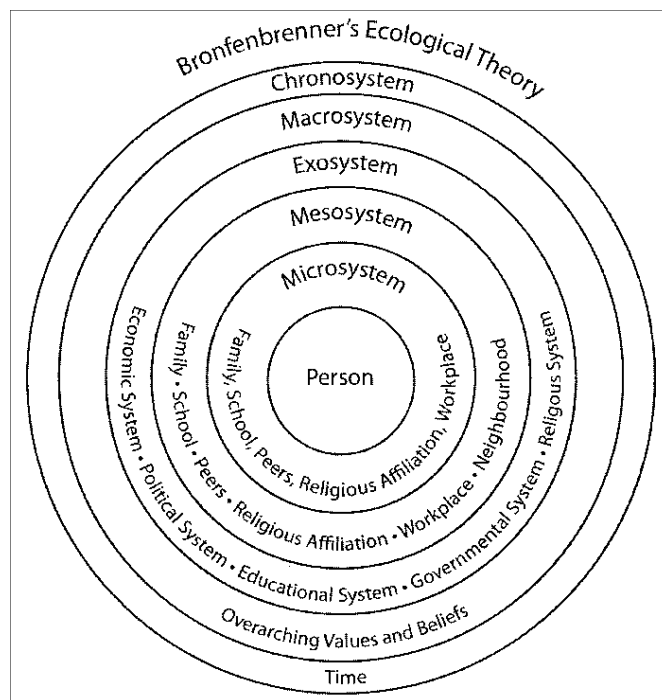 Bronfenbrenner's Ecological Theory
Chronosystem
Macrosystem
Exosystem
Mesosystem
Microsystem
Person
Family, School, Peers, Religious Affiliation, Workplace
Family • School • Peers • Religious Affiliation • Workplace • Neighbourhood
Economic System • Political System • Educational System • Governmental System • Religous System
Overarching Values and Beliefs
Time